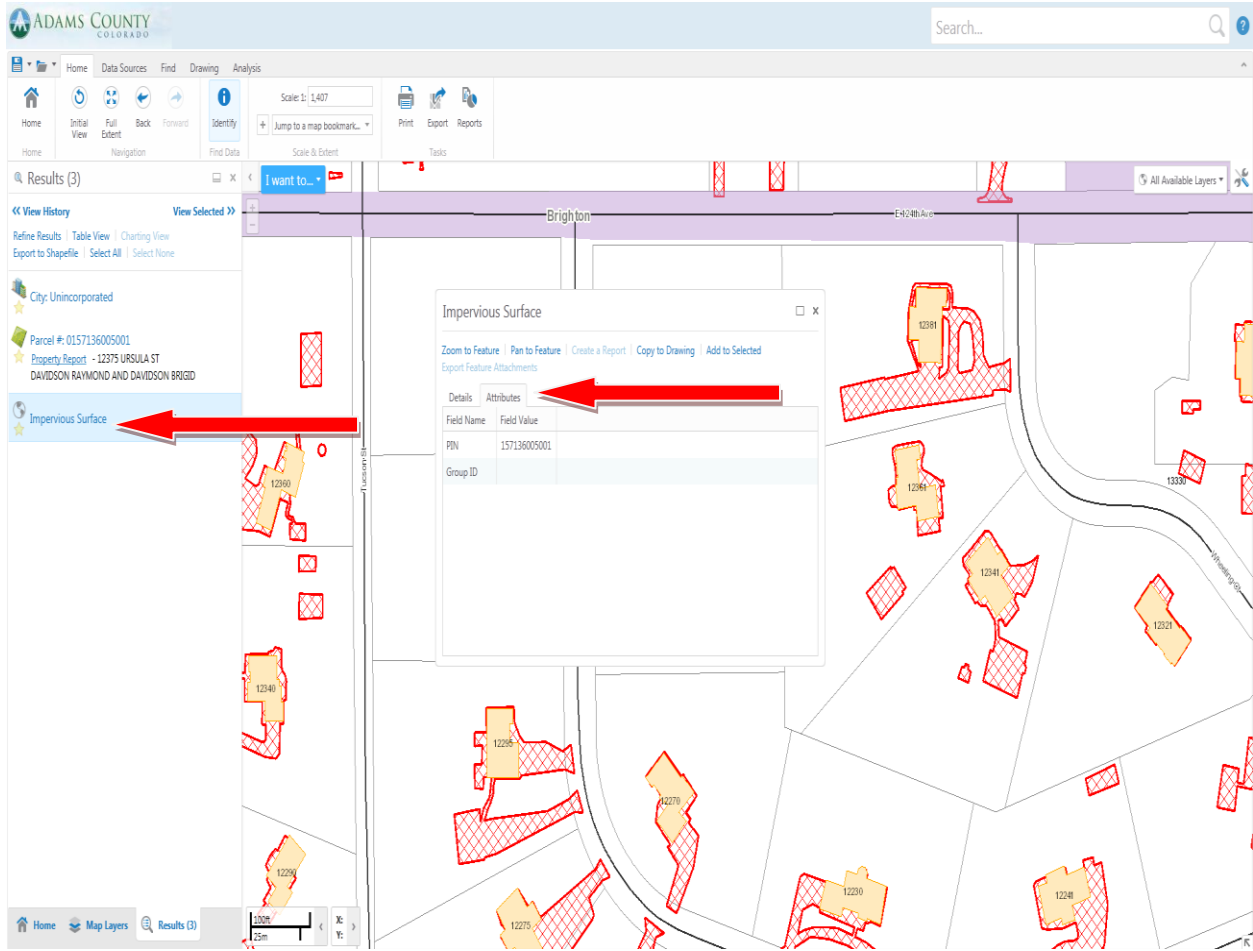 ADAMS COUNTY
COLORADO
Search...
Home Data Sources Find Drawing Analysis
Home
Initial View
Full Extent
Back
Forward
Identify
Scale: 1: 1,407
Jump to a map bookmark...
Print
Export
Reports
Home Navigation Find Data Scale & Extent Tasks
Results (3)
I want to...
All Available Layers
View History View Selected
Refine Results Table View Charting View
Export to Shapefile Select All Select None
City: Unincorporated
Parcel #: 0157136005001
Property Report - 12375 URSULA ST
DAVIDSON RAYMOND AND DAVIDSON BRIGID
Impervious Surface
Brighton
E 124th Ave
Impervious Surface
Zoom to Feature Pan to Feature Create a Report Copy to Drawing Add to Selected
Export Feature Attachments
Details Attributes
Field Name Field Value
PIN 157136005001
Group ID
Tucson St
Wheeling St
12381
12360
12361
13330
12341
12321
12340
12295
12270
12290
12230
12241
12275
100ft
25m
X:
Y:
Home Map Layers Results (3)